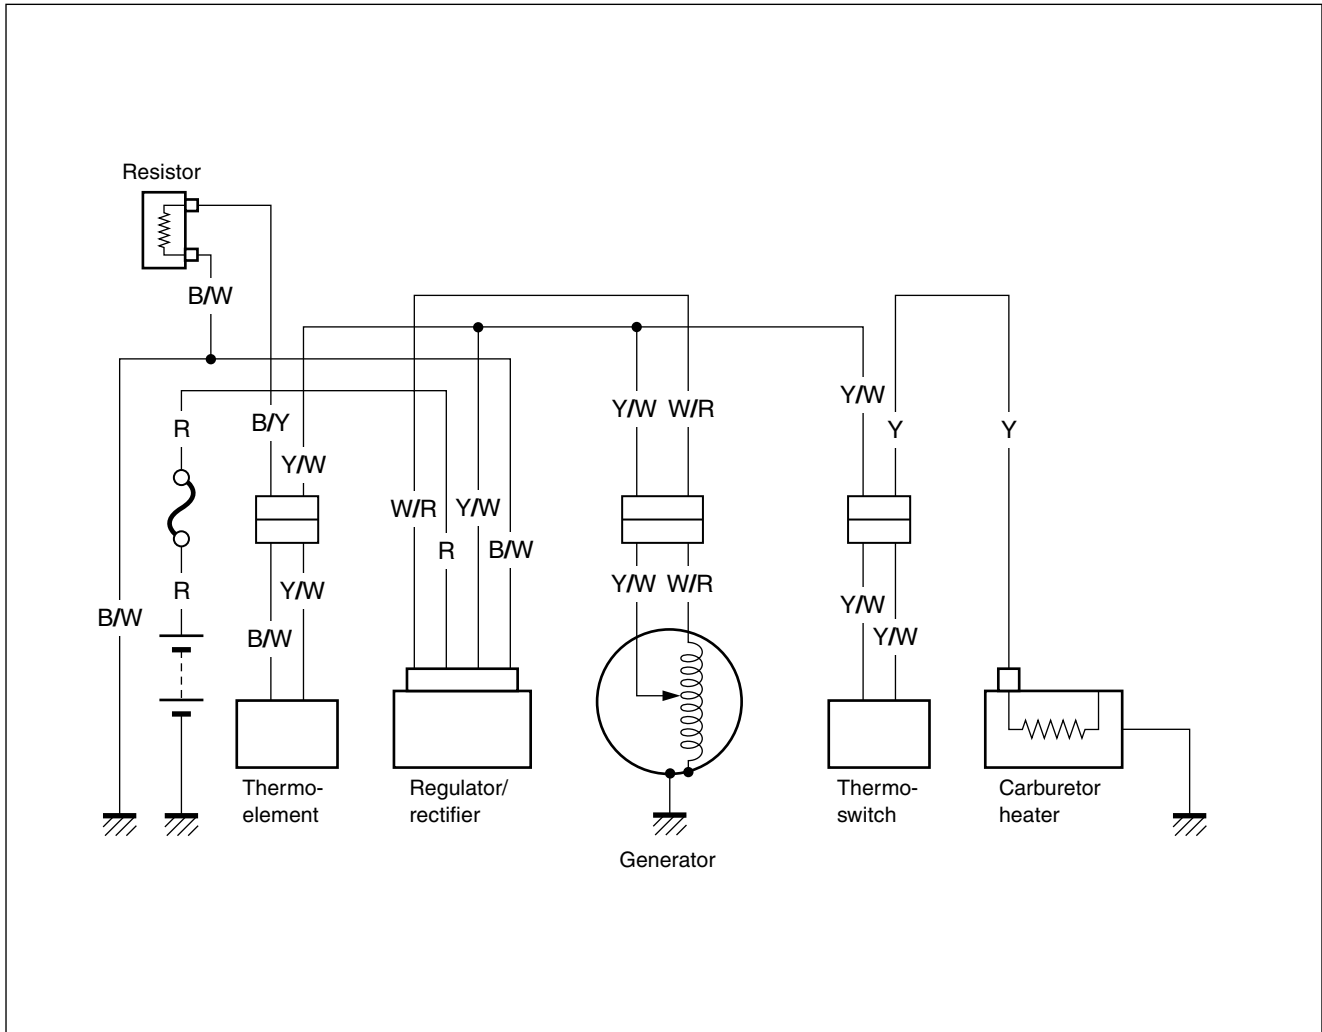 Resistor
B/W
Y/W
Y/W W/R
B/Y
R
Y
Y
Y/W
W/R
Y/W
R
B/W
Y/W W/R
R
Y/W
Y/W
B/W
B/W
Y/W
Thermo-
element
Regulator/
rectifier
Thermo-
switch
Carburetor
heater
Generator